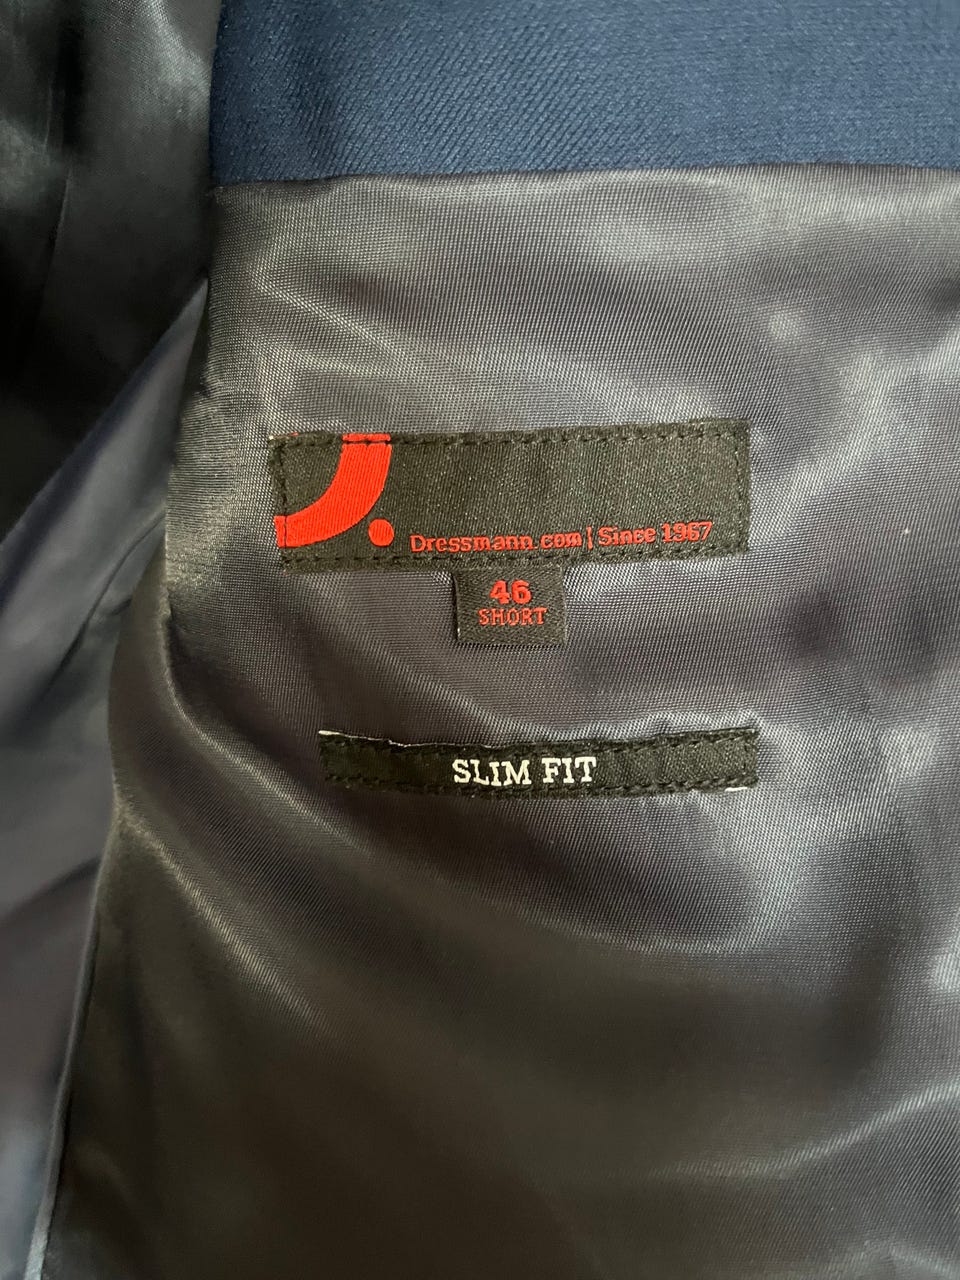 Dressmann.com | Since 1967
46
SHORT
SLIM FIT